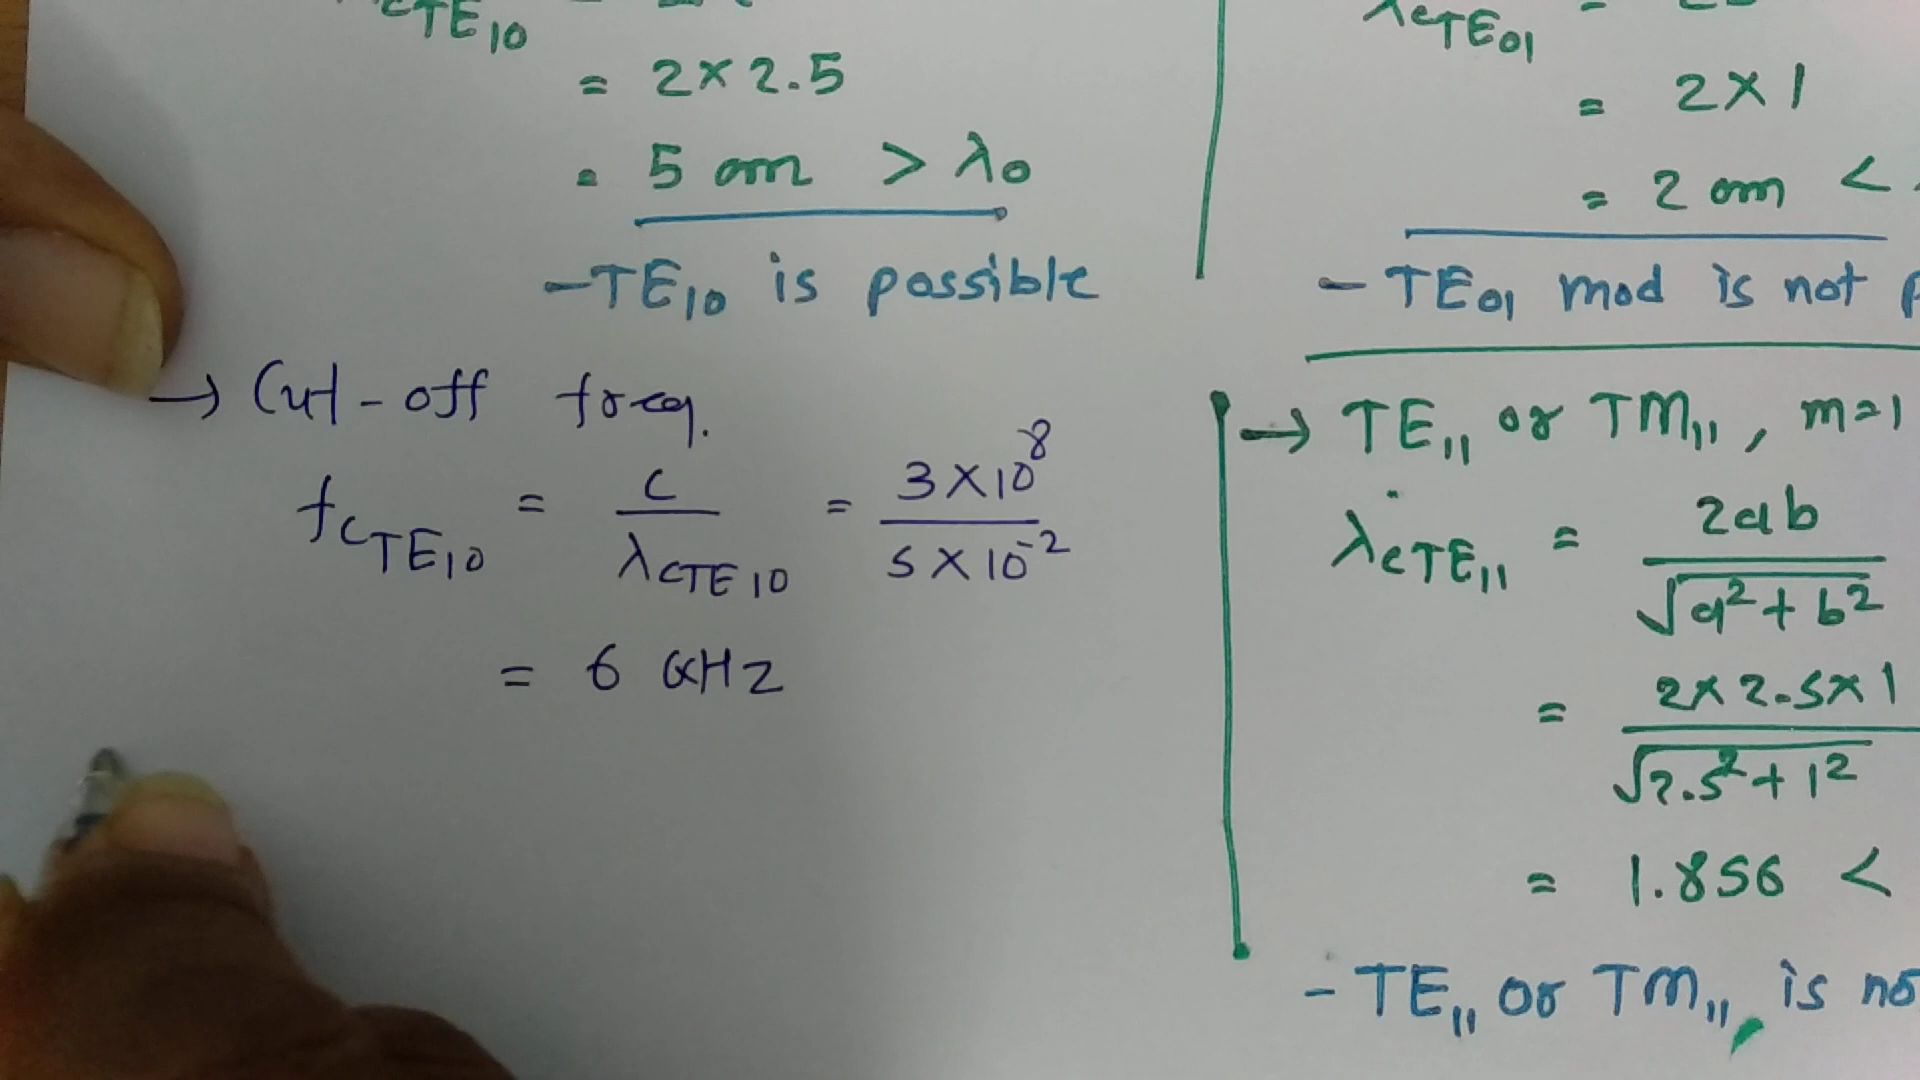 λcTE10 =
= 2×2.5
= 5 cm > λ0
-TE10 is possible
→ Cut-off freq.
fcTE10 = c / λcTE10 = 3×10^8 / 5×10^-2
= 6 GHz
λcTE01 =
= 2×1
= 2 cm <
- TE01 mod is not p
→ TE11 or TM11, m=1
λcTE11 = 2ab / √a²+b²
= 2×2.5×1 / √2.5²+1²
= 1.856 <
- TE11 or TM11, is no